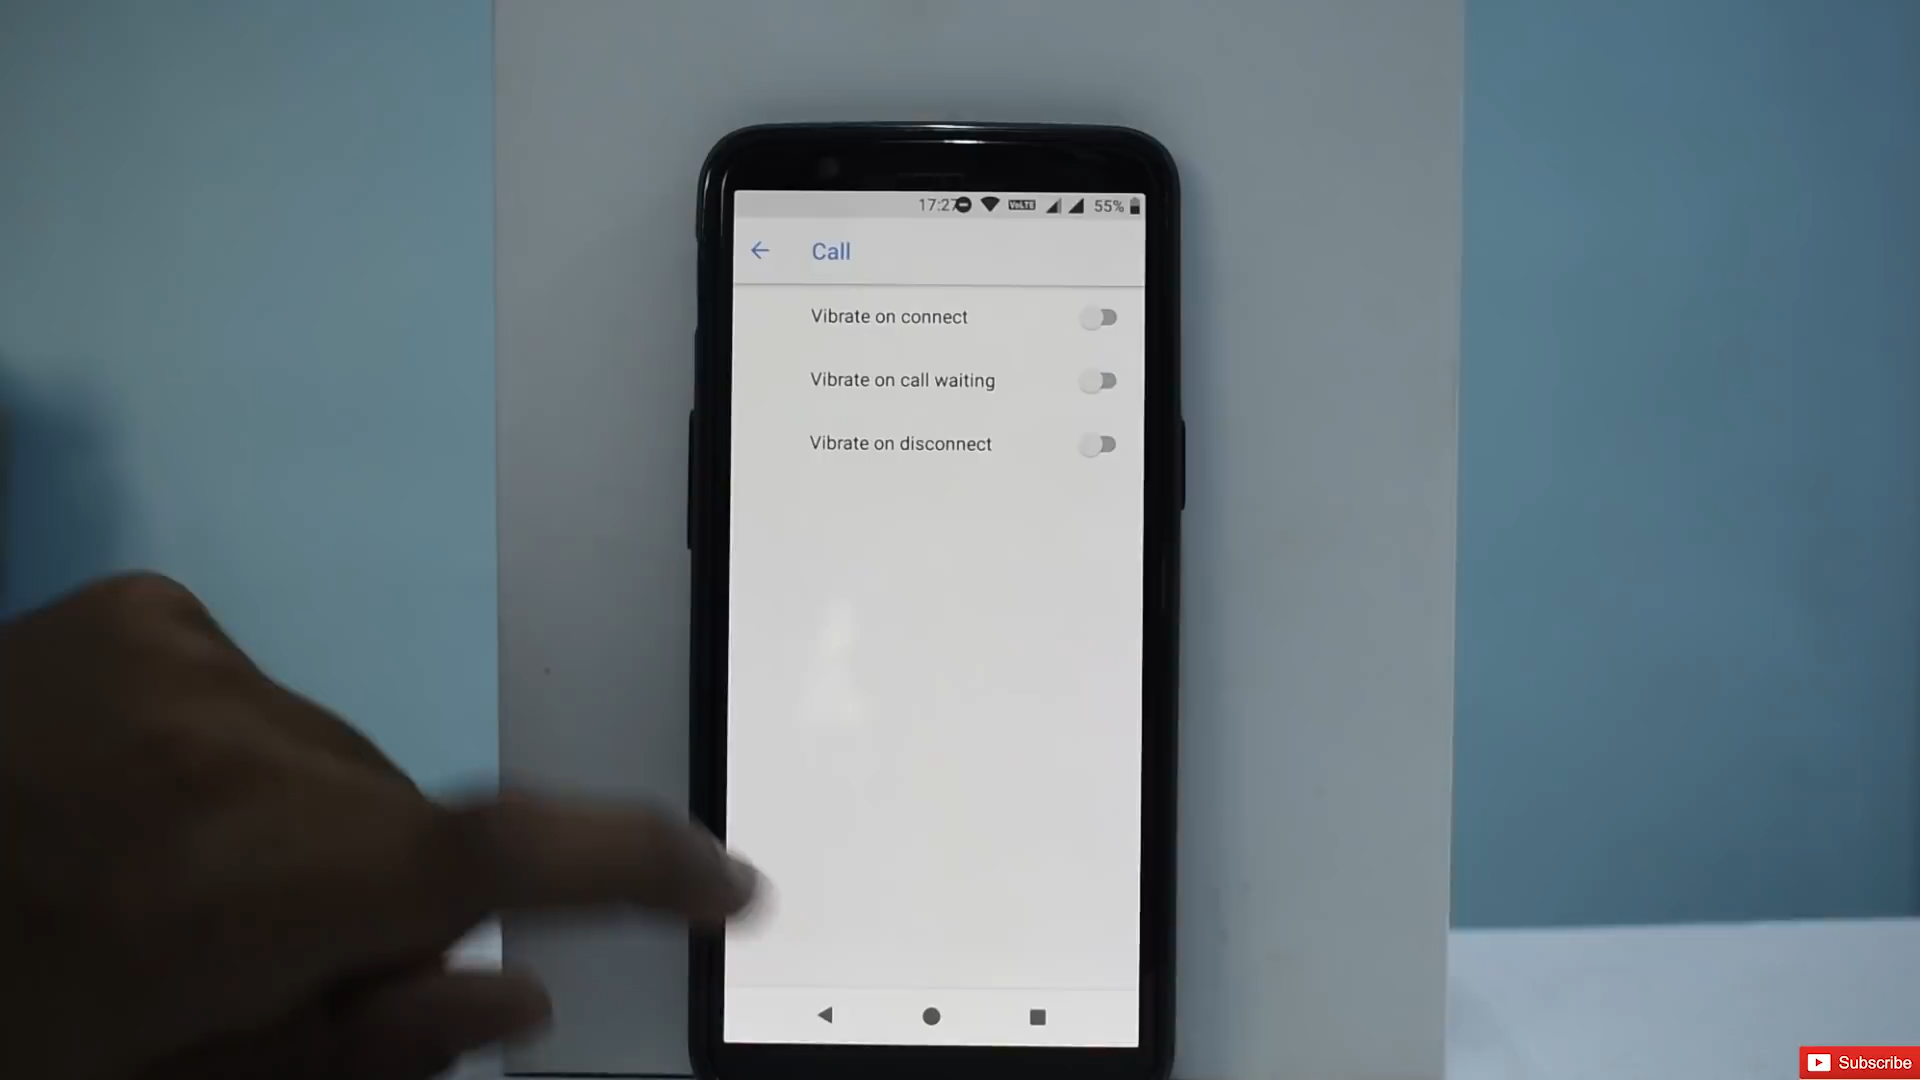 17:27 VoLTE 55%
Call
Vibrate on connect
Vibrate on call waiting
Vibrate on disconnect
Subscribe